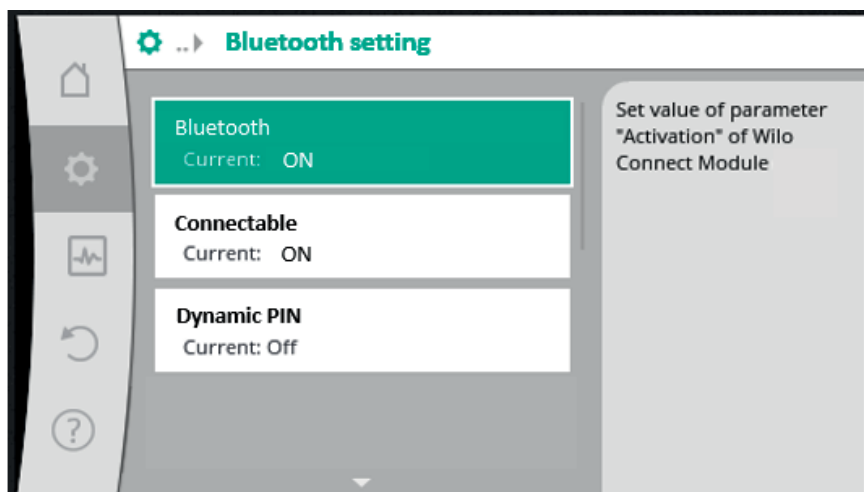 ..  Bluetooth setting
Bluetooth
Current: ON
Connectable
Current: ON
Dynamic PIN
Current: Off
Set value of parameter
"Activation" of Wilo
Connect Module
?